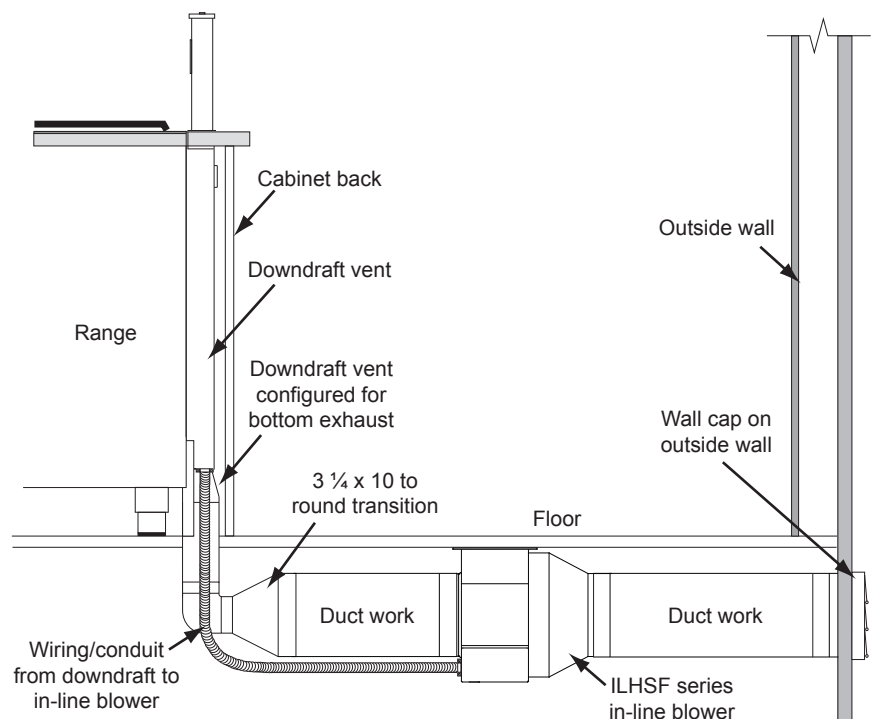 Cabinet back
Outside wall
Downdraft vent
Range
Downdraft vent
configured for
bottom exhaust
Wall cap on
outside wall
3 ¼ x 10 to
round transition
Floor
Duct work
Duct work
Wiring/conduit
from downdraft to
in-line blower
ILHSF series
in-line blower